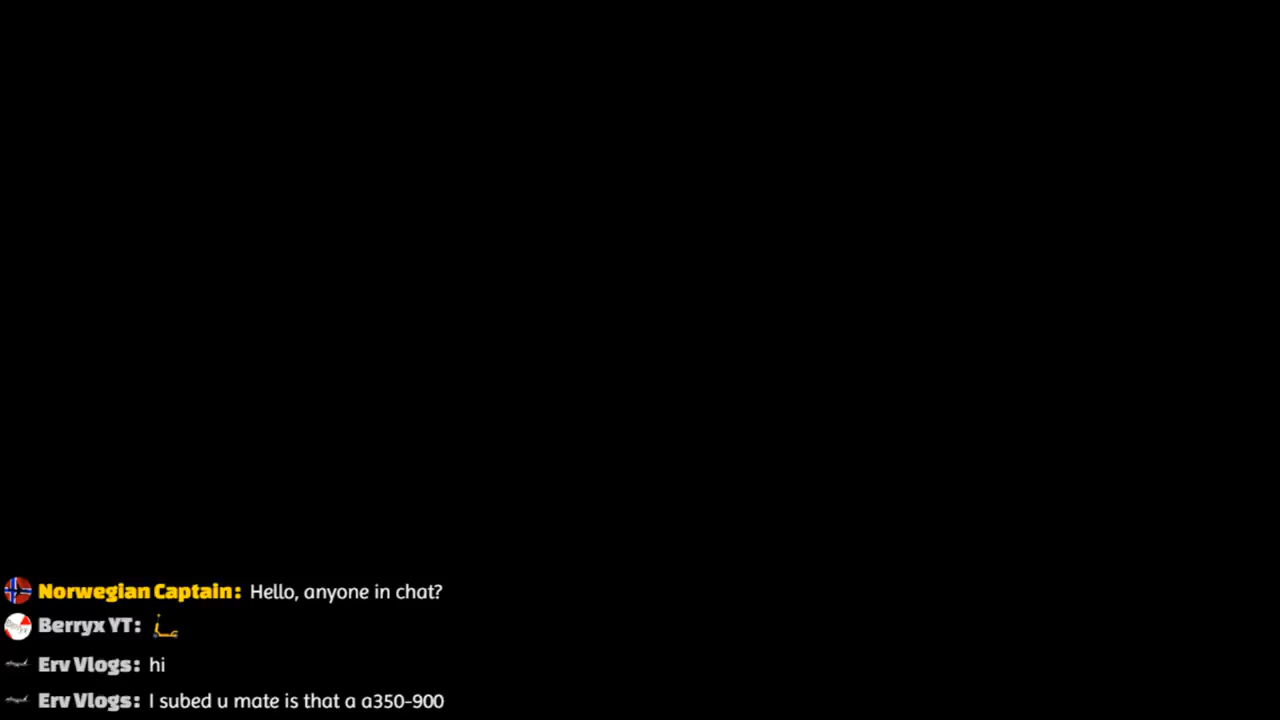 Norwegian Captain: Hello, anyone in chat?
Berryx YT: 🛴
Erv Vlogs: hi
Erv Vlogs: I subed u mate is that a a350-900